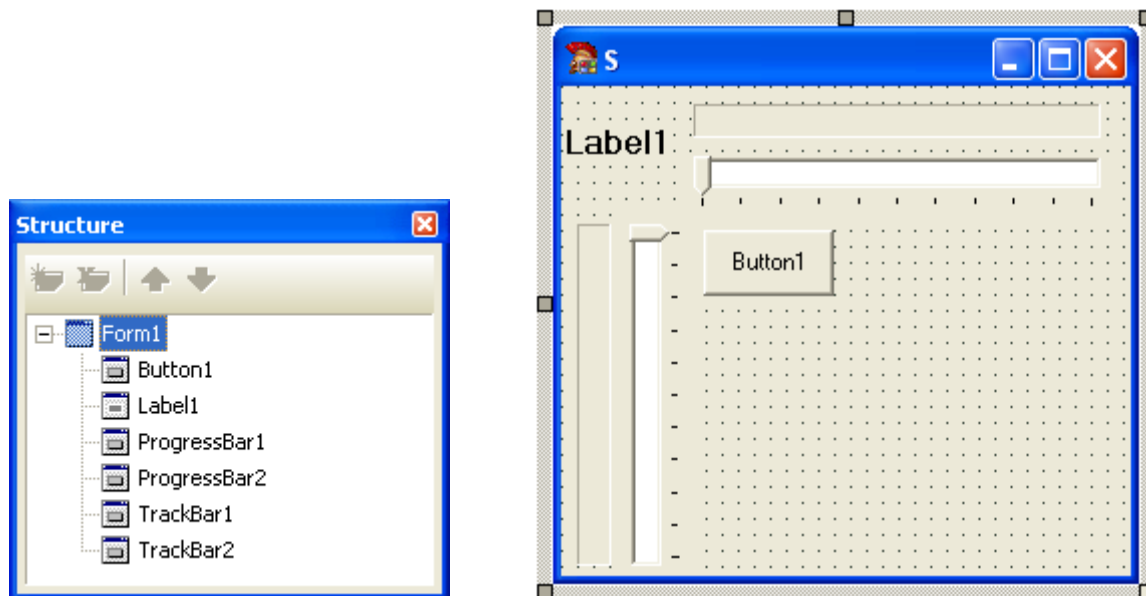 Structure
Form1
Button1
Label1
ProgressBar1
ProgressBar2
TrackBar1
TrackBar2
S
Label1
Button1